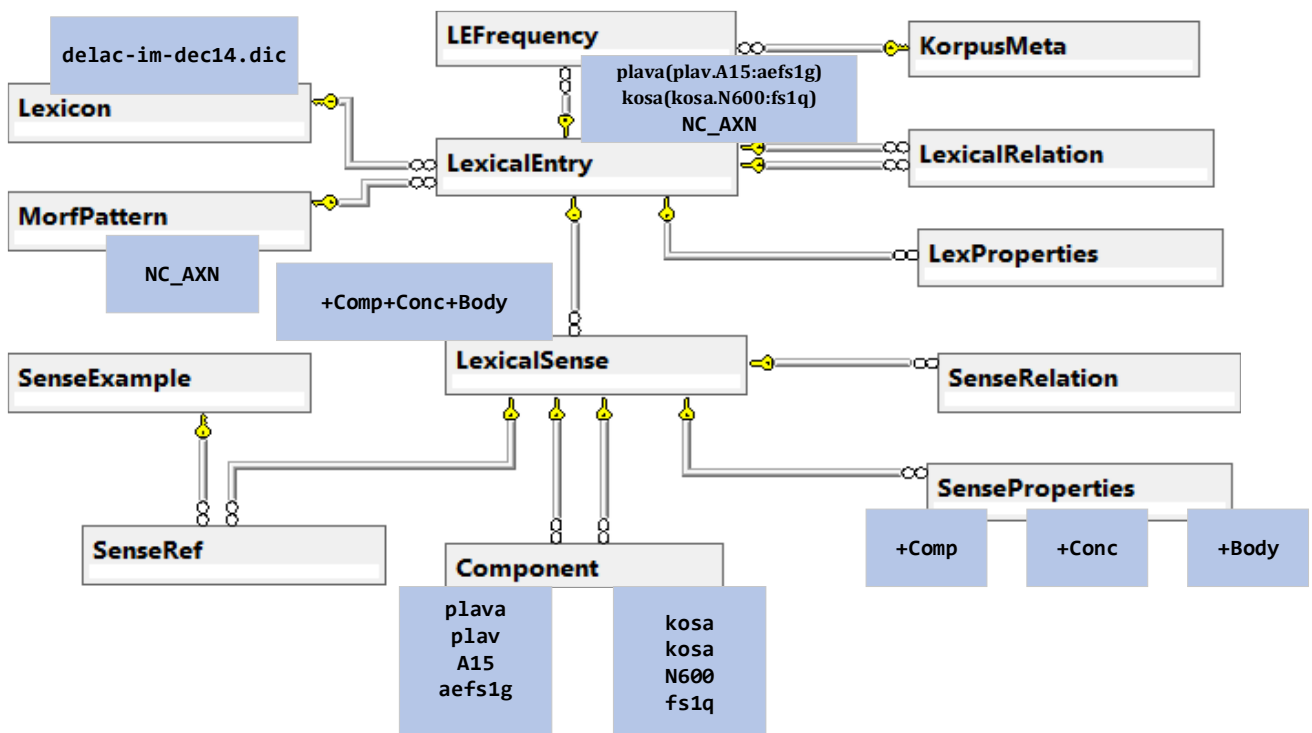 delac-im-dec14.dic
Lexicon
LEFrequency
KorpusMeta
plava(plav.A15:aefs1g)
kosa(kosa.N600:fs1q)
NC_AXN
LexicalEntry
LexicalRelation
MorfPattern
NC_AXN
LexProperties
+Comp+Conc+Body
LexicalSense
SenseExample
SenseRelation
SenseProperties
+Comp
+Conc
+Body
SenseRef
Component
plava
plav
A15
aefs1g
kosa
kosa
N600
fs1q